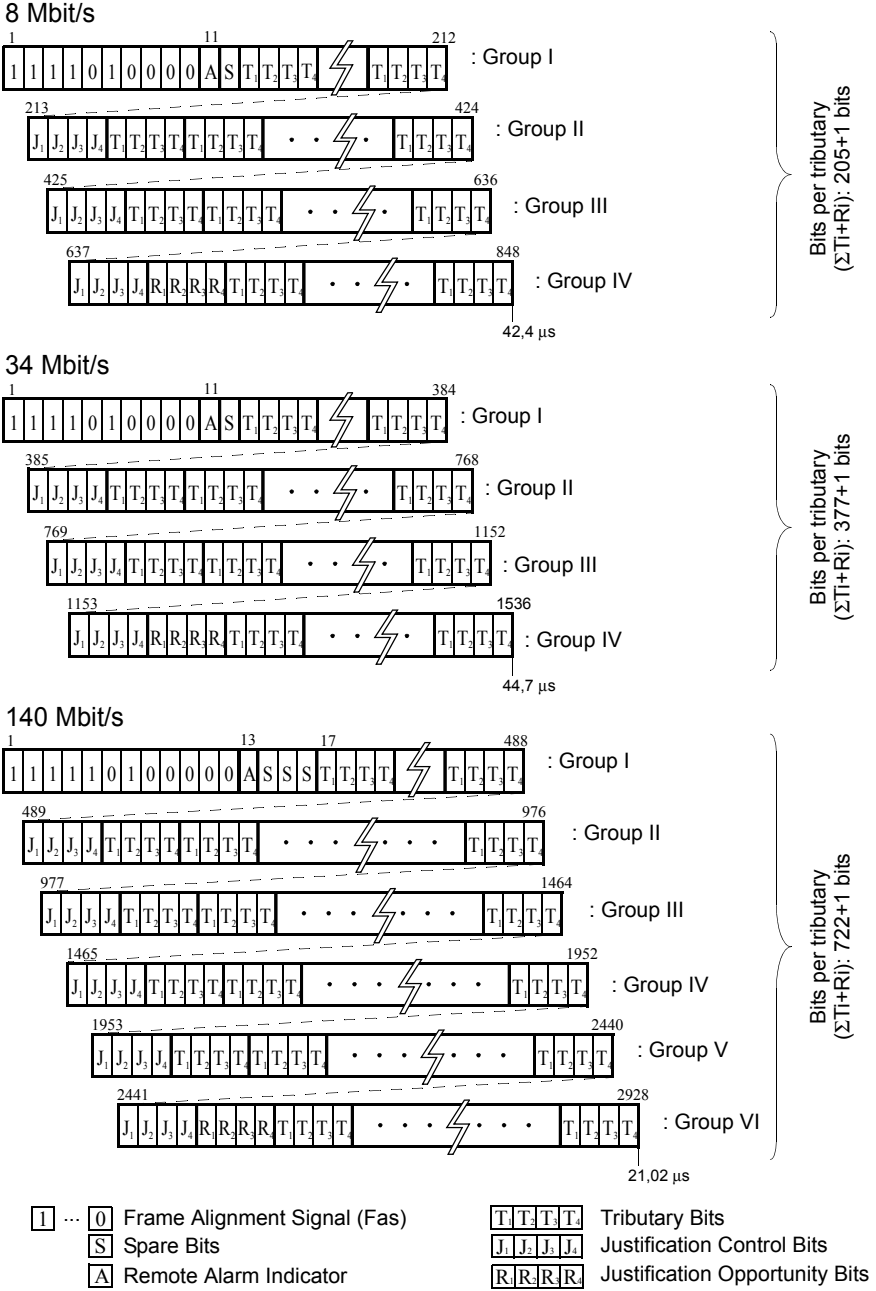 8 Mbit/s
1 11 212
1 1 1 1 0 1 0 0 0 0 A S T1 T2 T3 T4 T1 T2 T3 T4 : Group I
213 424
J1 J2 J3 J4 T1 T2 T3 T4 T1 T2 T3 T4 · · · · T1 T2 T3 T4 : Group II
425 636
J1 J2 J3 J4 T1 T2 T3 T4 T1 T2 T3 T4 · · · · T1 T2 T3 T4 : Group III
637 848
J1 J2 J3 J4 R1 R2 R3 R4 T1 T2 T3 T4 · · · · T1 T2 T3 T4 : Group IV
42,4 μs
Bits per tributary
(ΣTi+Ri): 205+1 bits
34 Mbit/s
1 11 384
1 1 1 1 0 1 0 0 0 0 A S T1 T2 T3 T4 T1 T2 T3 T4 : Group I
385 768
J1 J2 J3 J4 T1 T2 T3 T4 T1 T2 T3 T4 · · · · T1 T2 T3 T4 : Group II
769 1152
J1 J2 J3 J4 T1 T2 T3 T4 T1 T2 T3 T4 · · · · T1 T2 T3 T4 : Group III
1153 1536
J1 J2 J3 J4 R1 R2 R3 R4 T1 T2 T3 T4 · · · · T1 T2 T3 T4 : Group IV
44,7 μs
Bits per tributary
(ΣTi+Ri): 377+1 bits
140 Mbit/s
1 13 17 488
1 1 1 1 1 0 1 0 0 0 0 0 A S S S T1 T2 T3 T4 T1 T2 T3 T4 : Group I
489 976
J1 J2 J3 J4 T1 T2 T3 T4 T1 T2 T3 T4 · · · · · · · T1 T2 T3 T4 : Group II
977 1464
J1 J2 J3 J4 T1 T2 T3 T4 T1 T2 T3 T4 · · · · · · · T1 T2 T3 T4 : Group III
1465 1952
J1 J2 J3 J4 T1 T2 T3 T4 T1 T2 T3 T4 · · · · · · · T1 T2 T3 T4 : Group IV
1953 2440
J1 J2 J3 J4 T1 T2 T3 T4 T1 T2 T3 T4 · · · · · · · T1 T2 T3 T4 : Group V
2441 2928
J1 J2 J3 J4 R1 R2 R3 R4 T1 T2 T3 T4 · · · · · · · T1 T2 T3 T4 : Group VI
21,02 μs
Bits per tributary
(ΣTi+Ri): 722+1 bits
1 ··· 0 Frame Alignment Signal (Fas)
S Spare Bits
A Remote Alarm Indicator
T1 T2 T3 T4 Tributary Bits
J1 J2 J3 J4 Justification Control Bits
R1 R2 R3 R4 Justification Opportunity Bits